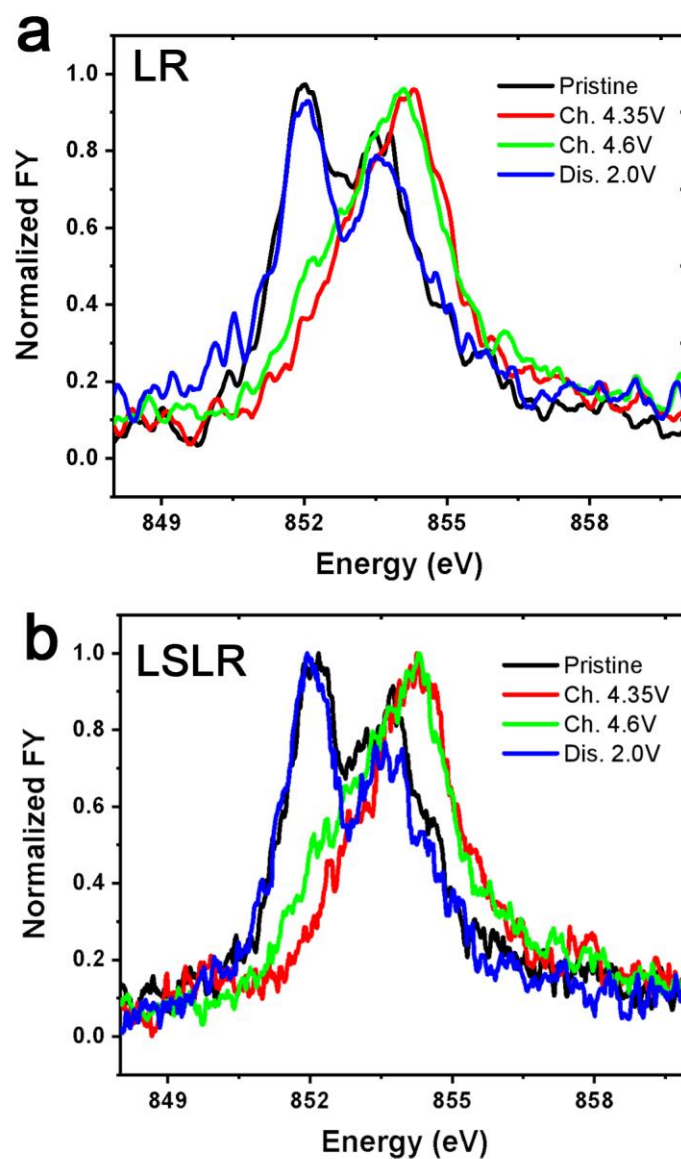 a
LR
Pristine
Ch. 4.35V
Ch. 4.6V
Dis. 2.0V
Normalized FY
1.0
0.8
0.6
0.4
0.2
0.0
849 852 855 858
Energy (eV)
b
LSLR
Pristine
Ch. 4.35V
Ch. 4.6V
Dis. 2.0V
Normalized FY
1.0
0.8
0.6
0.4
0.2
0.0
849 852 855 858
Energy (eV)